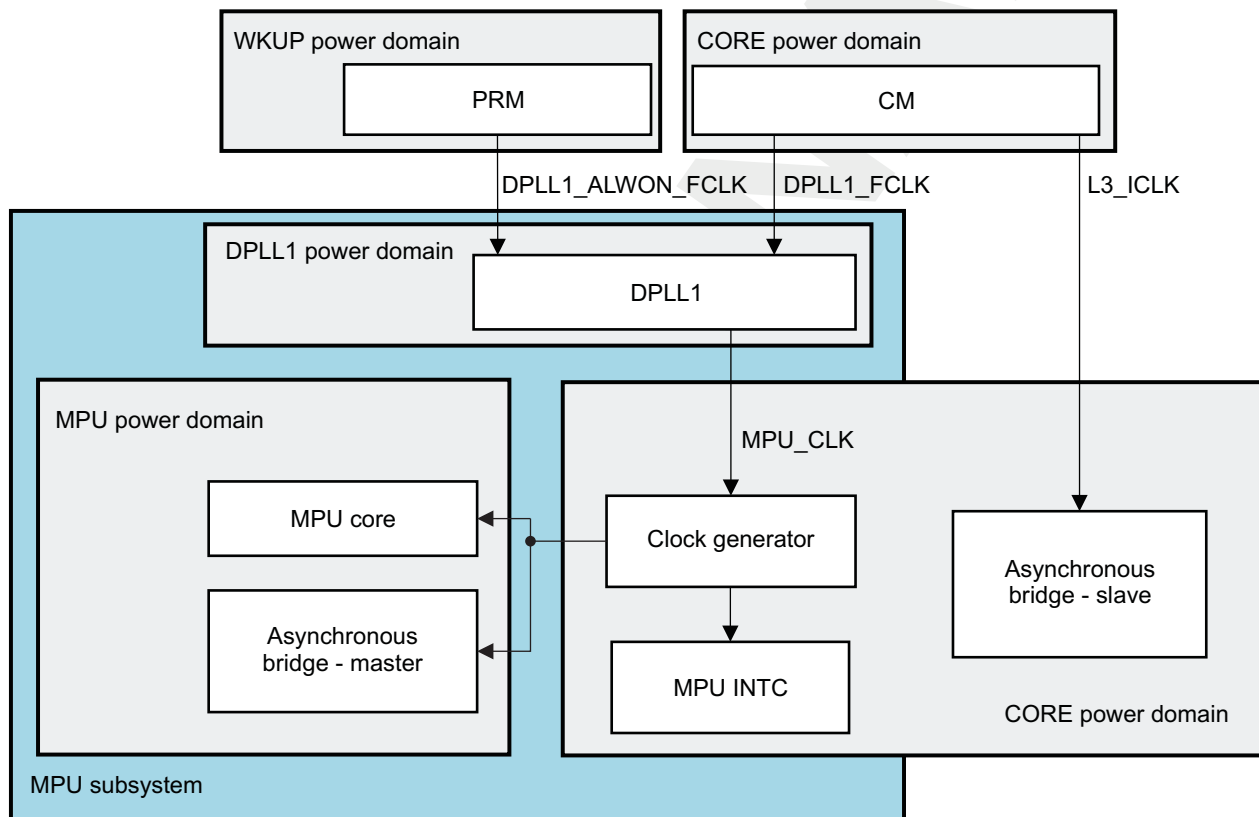 WKUP power domain
CORE power domain
PRM
CM
DPLL1_ALWON_FCLK
DPLL1_FCLK
L3_ICLK
DPLL1 power domain
DPLL1
MPU power domain
MPU_CLK
MPU core
Clock generator
Asynchronous
bridge - slave
Asynchronous
bridge - master
MPU INTC
CORE power domain
MPU subsystem